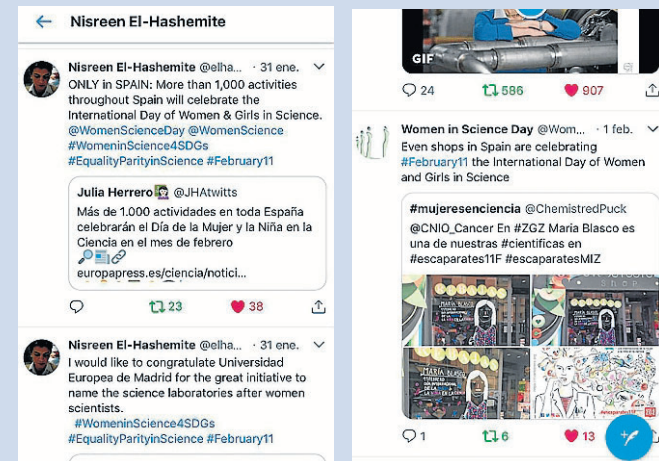 Nisreen El-Hashemite
Nisreen El-Hashemite @elha... · 31 ene.
ONLY in SPAIN: More than 1,000 activities
throughout Spain will celebrate the
International Day of Women & Girls in Science.
@WomenScienceDay @WomenScience
#WomeninScience4SDGs
#EqualityParityinScience #February11
Julia Herrero @JHAtwitts
Más de 1.000 actividades en toda España
celebrarán el Día de la Mujer y la Niña en la
Ciencia en el mes de febrero
europapress.es/ciencia/notici...
23
38
Nisreen El-Hashemite @elha... · 31 ene.
I would like to congratulate Universidad
Europea de Madrid for the great initiative to
name the science laboratories after women
scientists.
#WomeninScience4SDGs
#EqualityParityinScience #February11
GIF
24
586
907
Women in Science Day @Wom... · 1 feb.
Even shops in Spain are celebrating
#February11 the International Day of Women
and Girls in Science
#mujeresenciencia @ChemistredPuck
@CNIO_Cancer En #ZGZ Maria Blasco es
una de nuestras #cientificas en
#escaparates11F #escaparatesMIZ
MARÍA BLASCO
MARÍA BLASCO
1
6
13